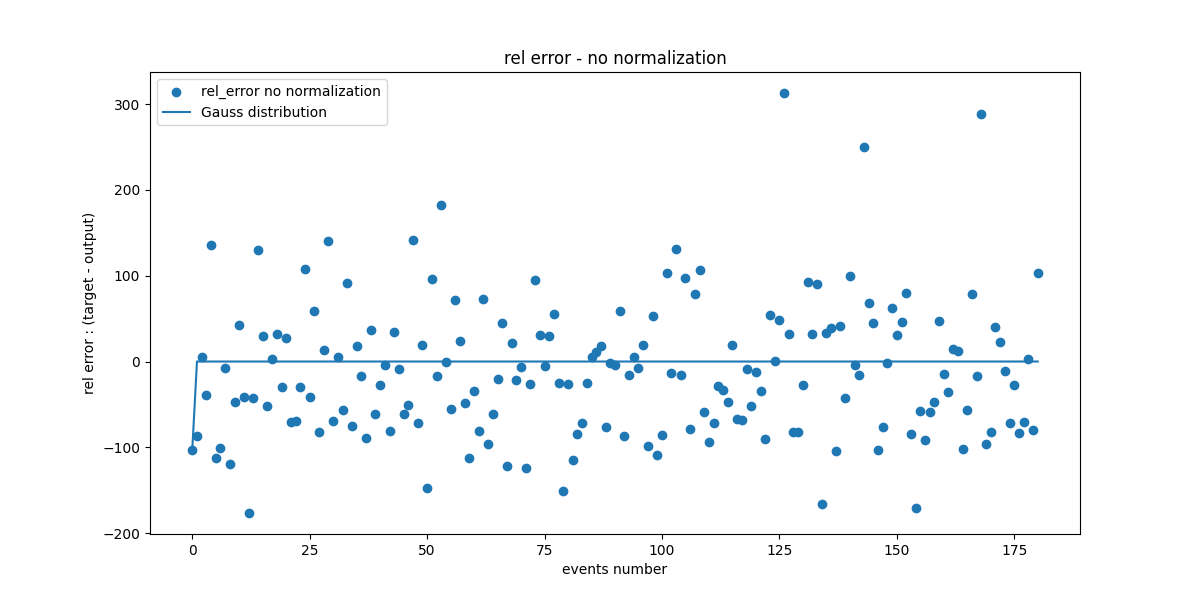 rel error - no normalization
rel_error no normalization
Gauss distribution
rel error : (target - output)
300
200
100
0
−100
−200
0 25 50 75 100 125 150 175
events number